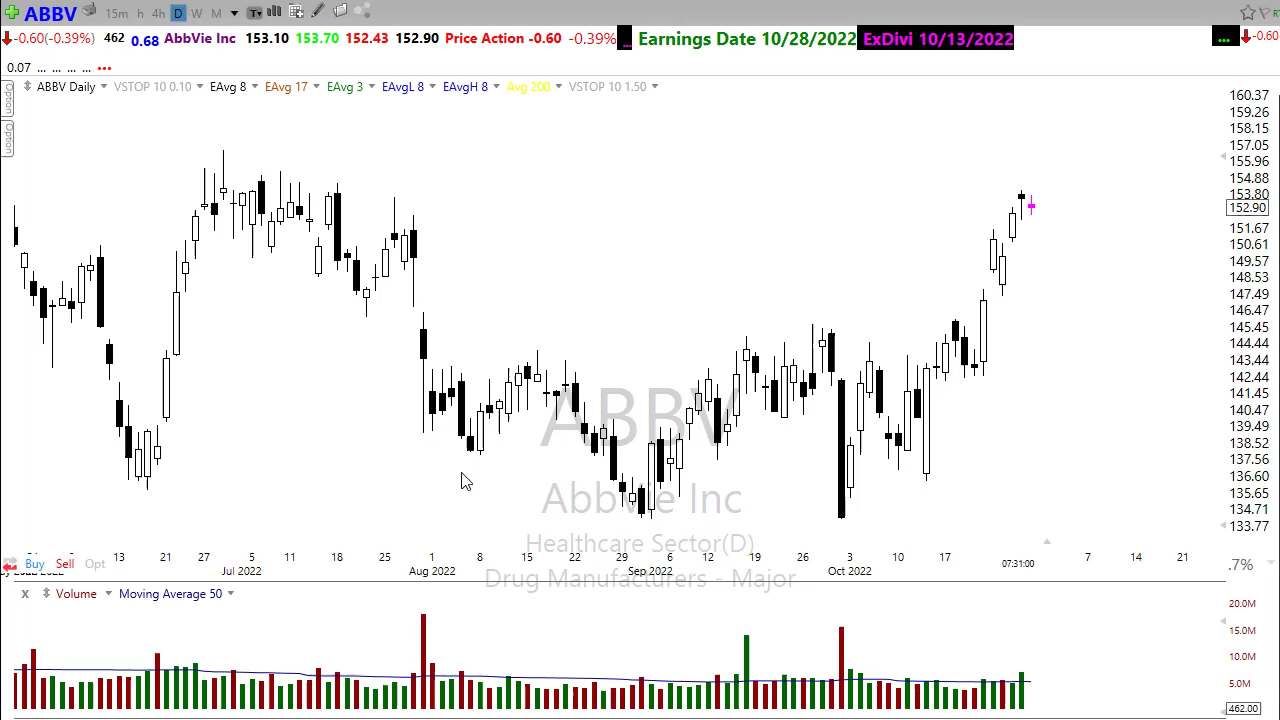 ABBV 15m h 4h D W M
-0.60(-0.39%) 462 0.68 AbbVie Inc 153.10 153.70 152.43 152.90 Price Action -0.60 -0.39% ... Earnings Date 10/28/2022 ExDivi 10/13/2022 ... -0.60
0.07 ... ... ... ... ...
Option
Option
ABBV Daily VSTOP 10 0.10 EAvg 8 EAvg 17 EAvg 3 EAvgL 8 EAvgH 8 Avg 200 VSTOP 10 1.50
160.37
159.26
158.15
157.05
155.96
154.88
153.80
152.90
151.67
150.61
149.57
148.53
147.49
146.47
145.45
144.44
143.44
142.44
141.45
140.47
139.49
138.52
137.56
136.60
135.65
134.71
133.77
ABBV
AbbVie Inc
Healthcare Sector(D)
Drug Manufacturers - Major
13 21 27 5 11 18 25 1 8 15 22 29 6 12 19 26 3 10 17 07:31:00 7 14 21
Buy Sell Opt .7%
2022 Jul 2022 Aug 2022 Sep 2022 Oct 2022
x Volume Moving Average 50
20.0M
15.0M
10.0M
5.0M
462.00